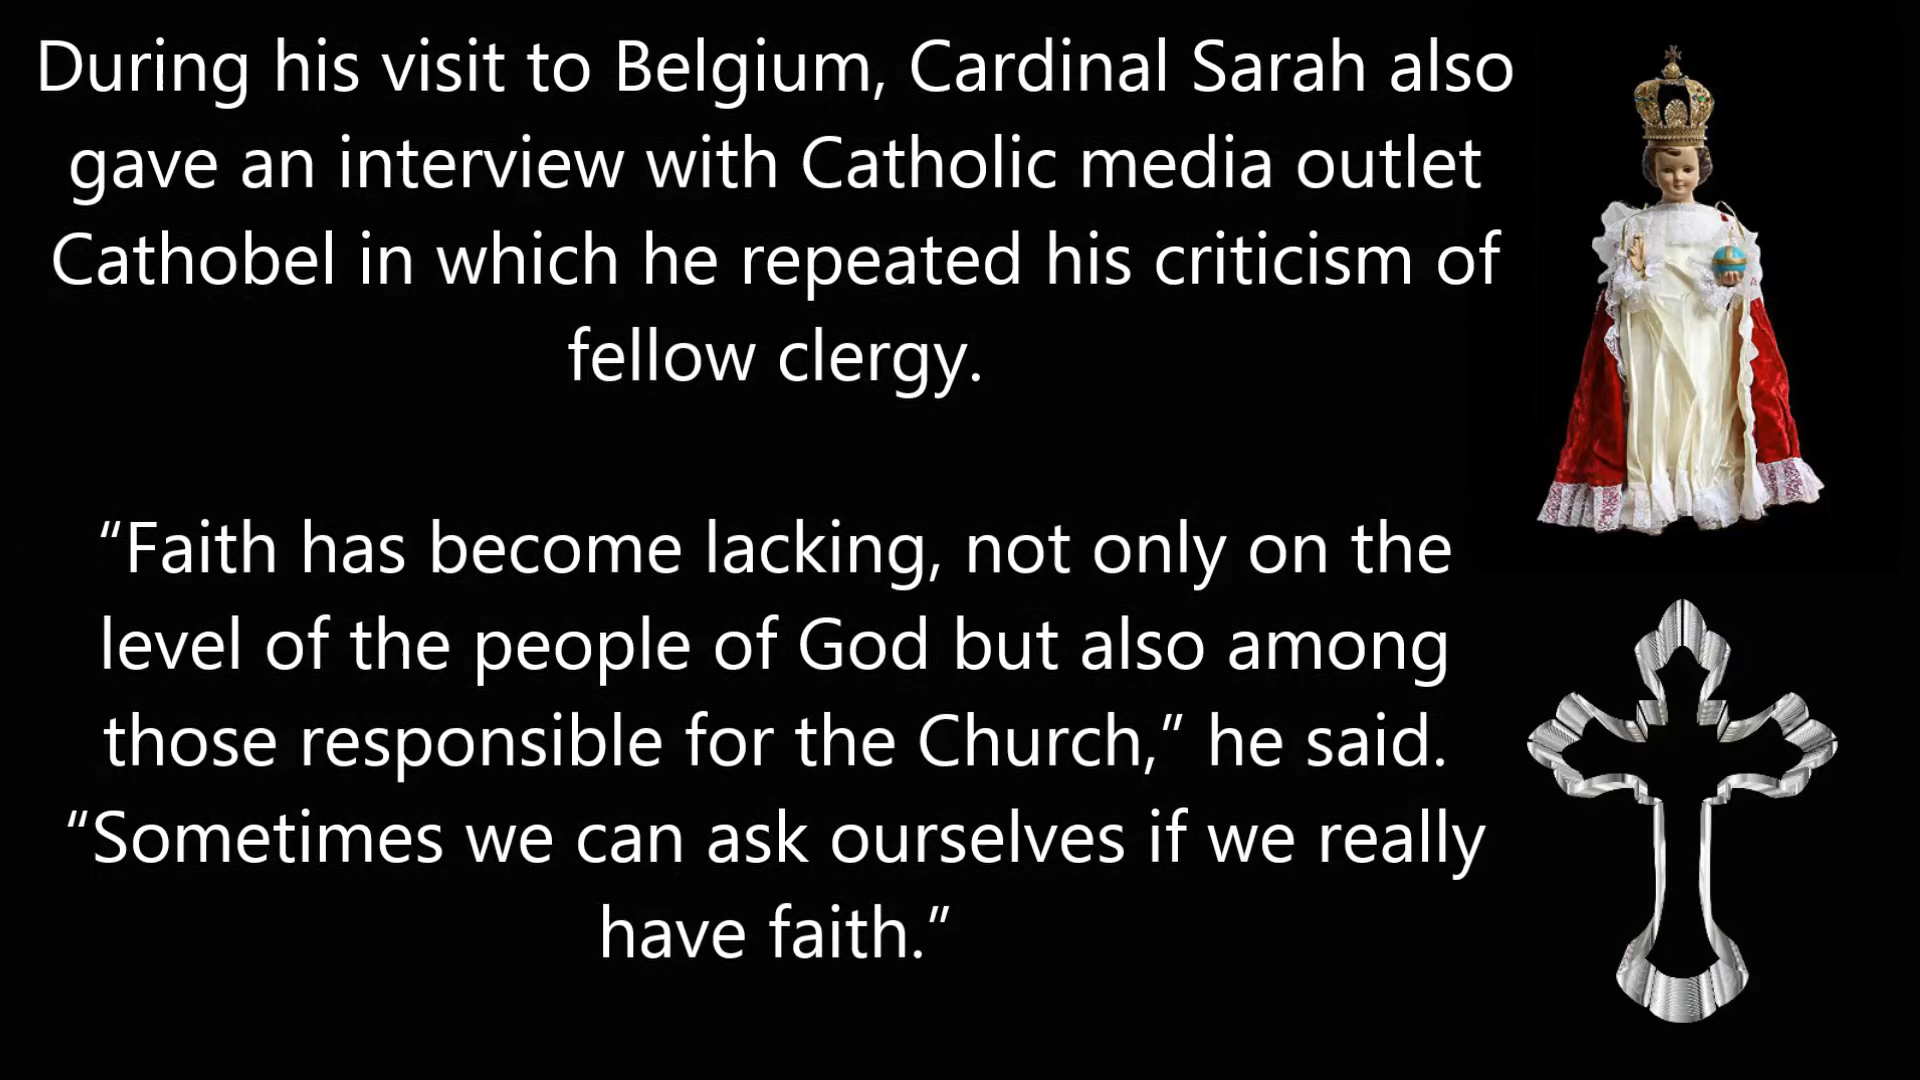 During his visit to Belgium, Cardinal Sarah also
gave an interview with Catholic media outlet
Cathobel in which he repeated his criticism of
fellow clergy.
“Faith has become lacking, not only on the
level of the people of God but also among
those responsible for the Church,” he said.
“Sometimes we can ask ourselves if we really
have faith.”